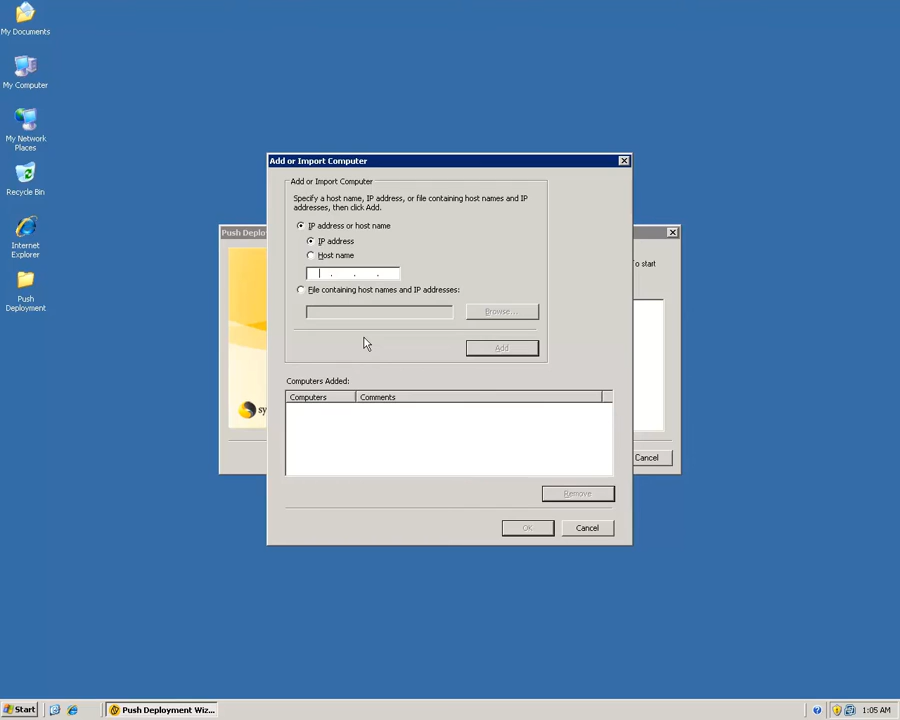 My Documents
My Computer
My Network
Places
Recycle Bin
Internet
Explorer
Push
Deployment
Push Deployment
To start
sy
Cancel
Add or Import Computer
Add or Import Computer
Specify a host name, IP address, or file containing host names and IP
addresses, then click Add.
IP address or host name
IP address
Host name
. . .
File containing host names and IP addresses:
Browse...
Add
Computers Added:
Computers Comments
Remove
OK Cancel
Start
Push Deployment Wiz...
1:05 AM